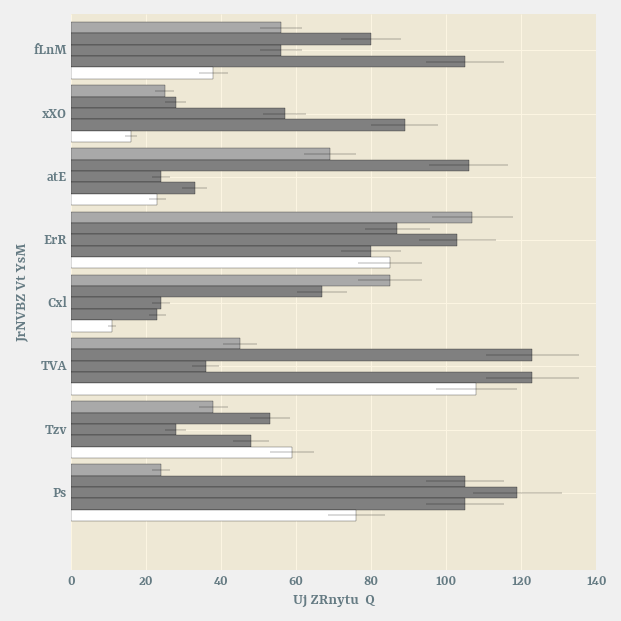 fLnM
xXO
atE
ErR
Cxl
TVA
Tzv
Ps
JrNVBZ Vt YsM
0 20 40 60 80 100 120 140
Uj ZRnytu Q